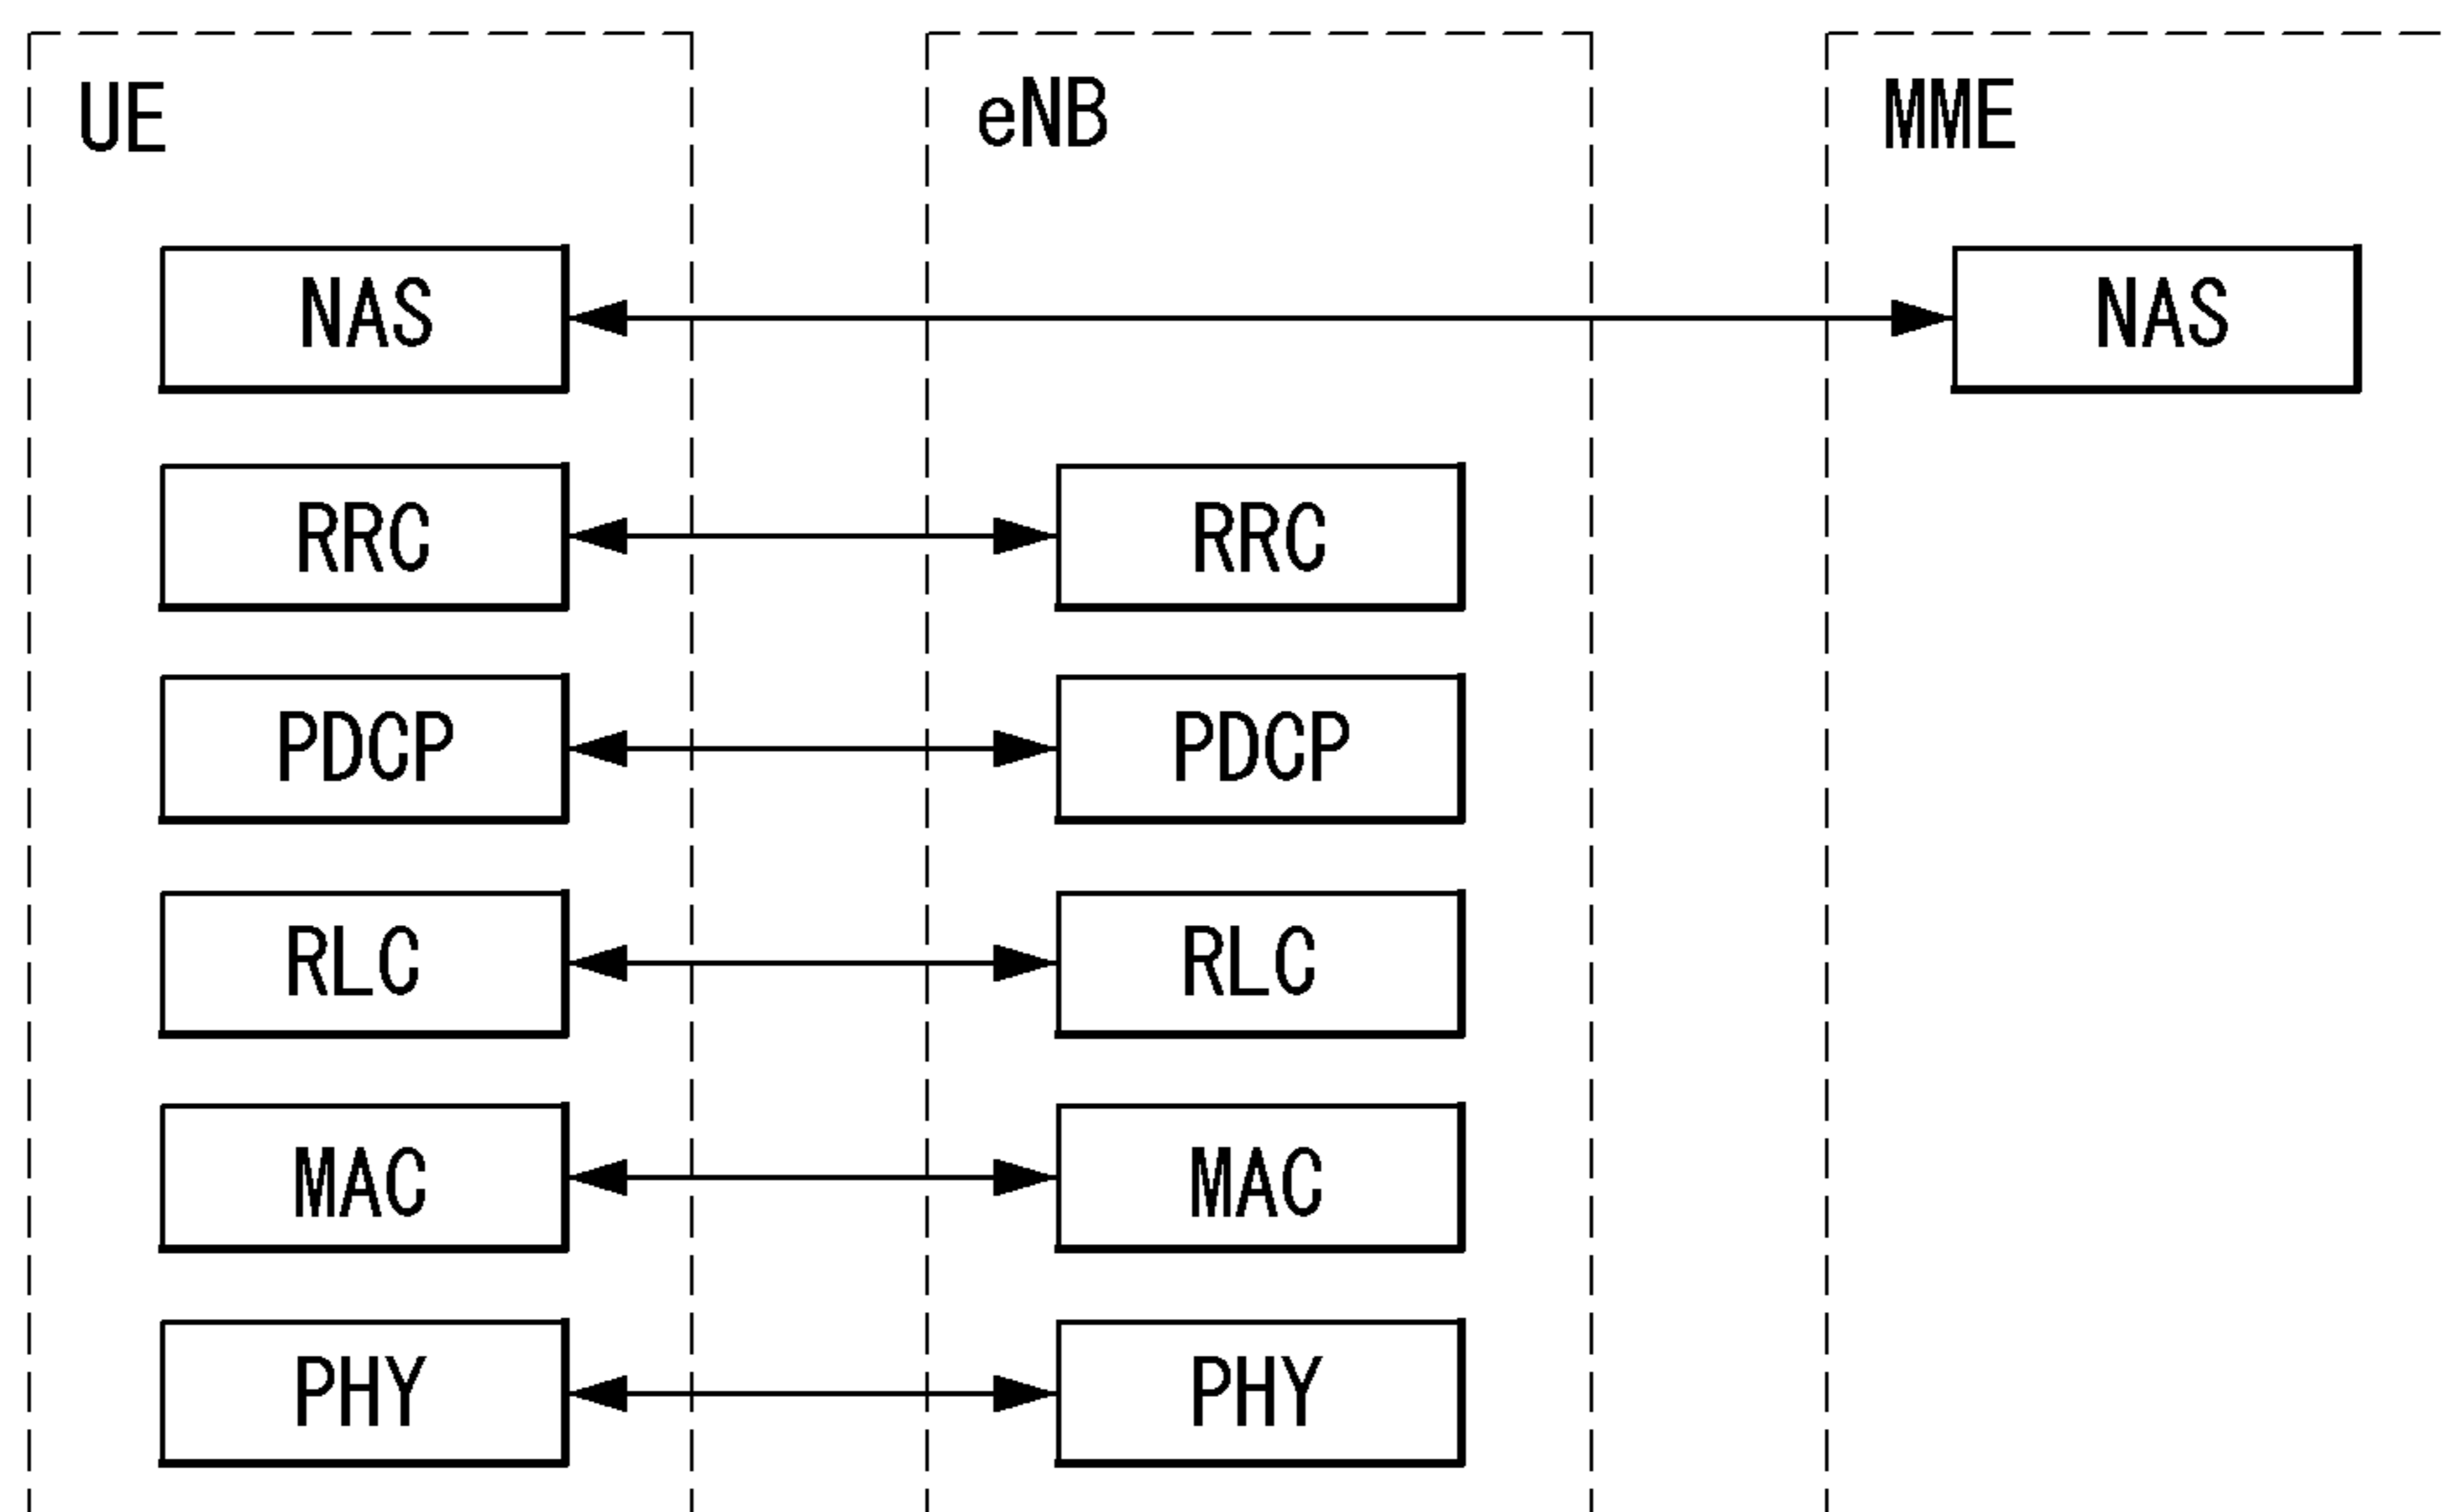 UE eNB MME
NAS NAS
RRC RRC
PDCP PDCP
RLC RLC
MAC MAC
PHY PHY